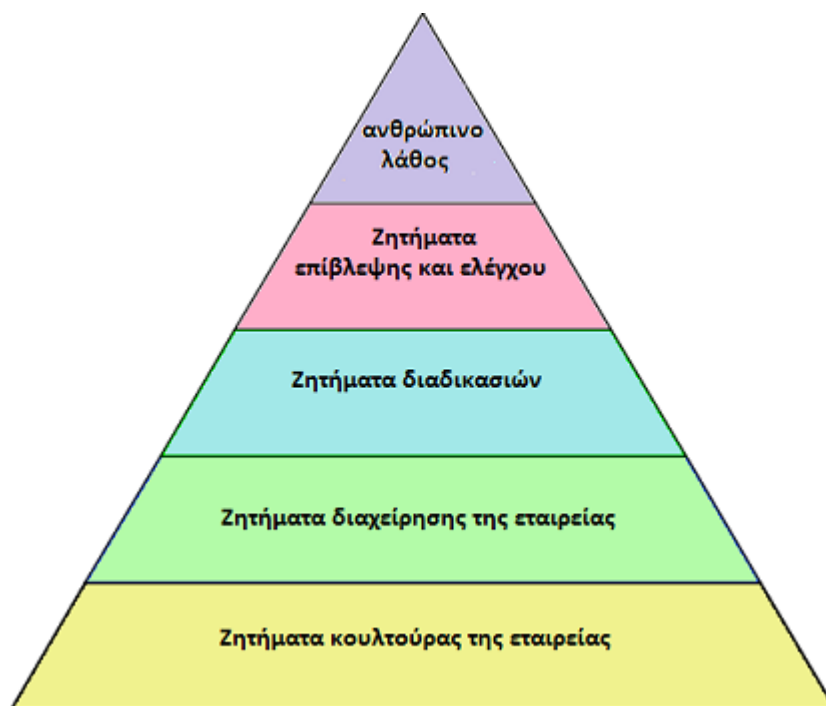 ανθρώπινο
λάθος
Ζητήματα
επίβλεψης και ελέγχου
Ζητήματα διαδικασιών
Ζητήματα διαχείρησης της εταιρείας
Ζητήματα κουλτούρας της εταιρείας